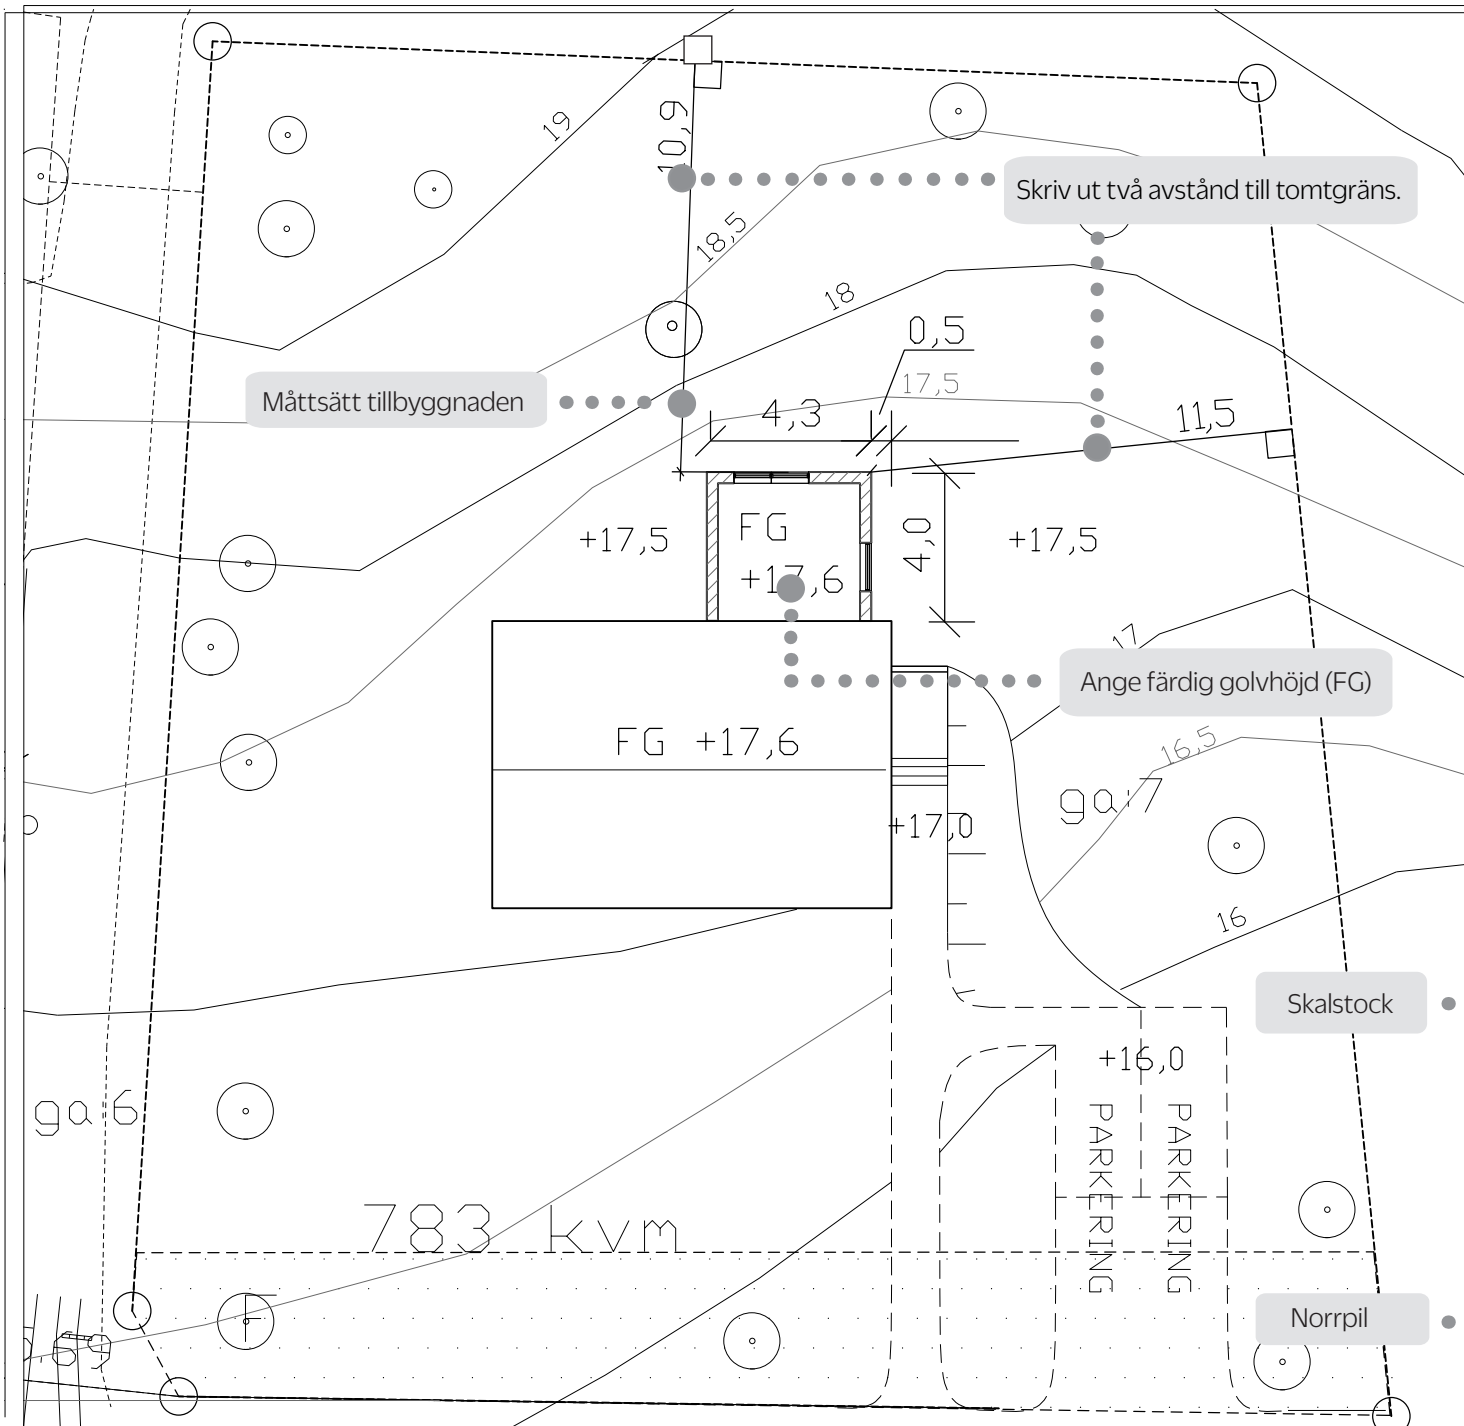 19
10,9
Skriv ut två avstånd till tomtgräns.
18,5
18
0,5
17,5
Måttsätt tillbyggnaden
4,3
11,5
FG
+17,6
+17,5
4,0
+17,5
17
Ange färdig golvhöjd (FG)
FG +17,6
16,5
ga:7
+17,0
16
Skalstock
+16,0
ga:6
PARKERING
PARKERING
783 kvm
F
Norrpil